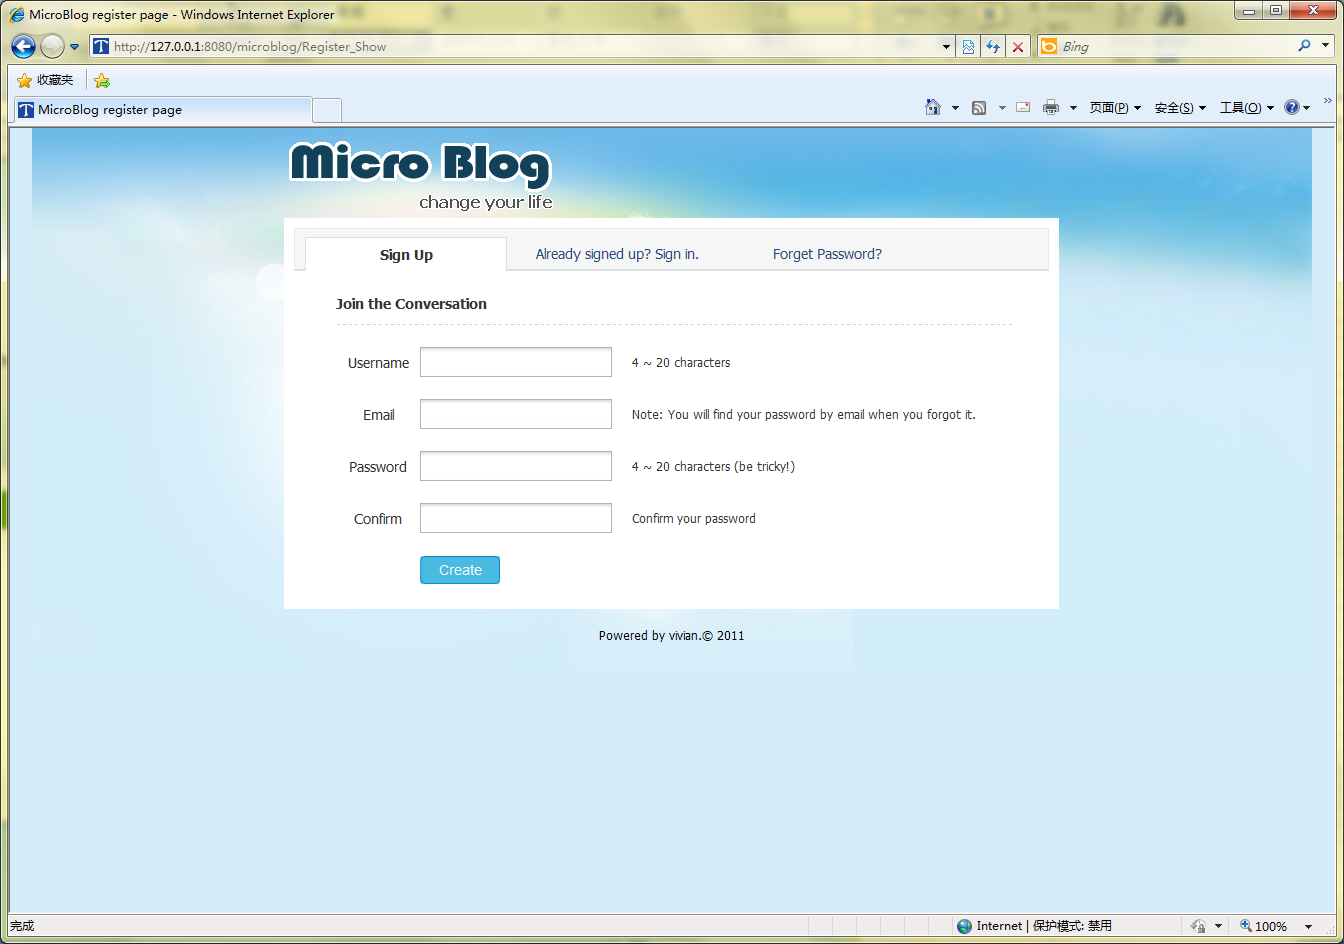 MicroBlog register page - Windows Internet Explorer
http://127.0.0.1:8080/microblog/Register_Show
Bing
收藏夹
MicroBlog register page
页面(P)
安全(S)
工具(O)
Micro Blog
change your life
Sign Up
Already signed up? Sign in.
Forget Password?
Join the Conversation
Username
4 ~ 20 characters
Email
Note: You will find your password by email when you forgot it.
Password
4 ~ 20 characters (be tricky!)
Confirm
Confirm your password
Create
Powered by vivian.© 2011
完成
Internet | 保护模式: 禁用
100%